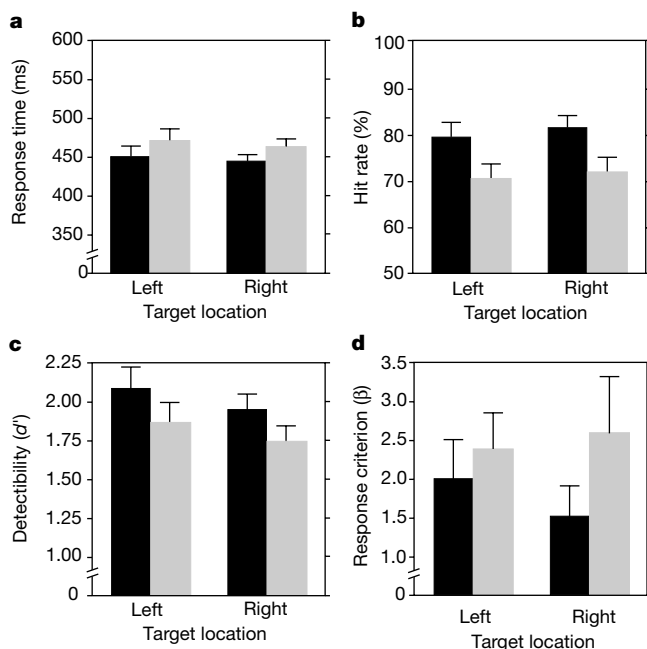 a
Response time (ms)
600
550
500
450
400
350
0
Left
Right
Target location
b
Hit rate (%)
100
90
80
70
60
50
Left
Right
Target location
c
Detectibility (d′)
2.25
2.00
1.75
1.50
1.25
1.00
0
Left
Right
Target location
d
Response criterion (β)
3.5
3.0
2.5
2.0
1.5
1.0
0
Left
Right
Target location